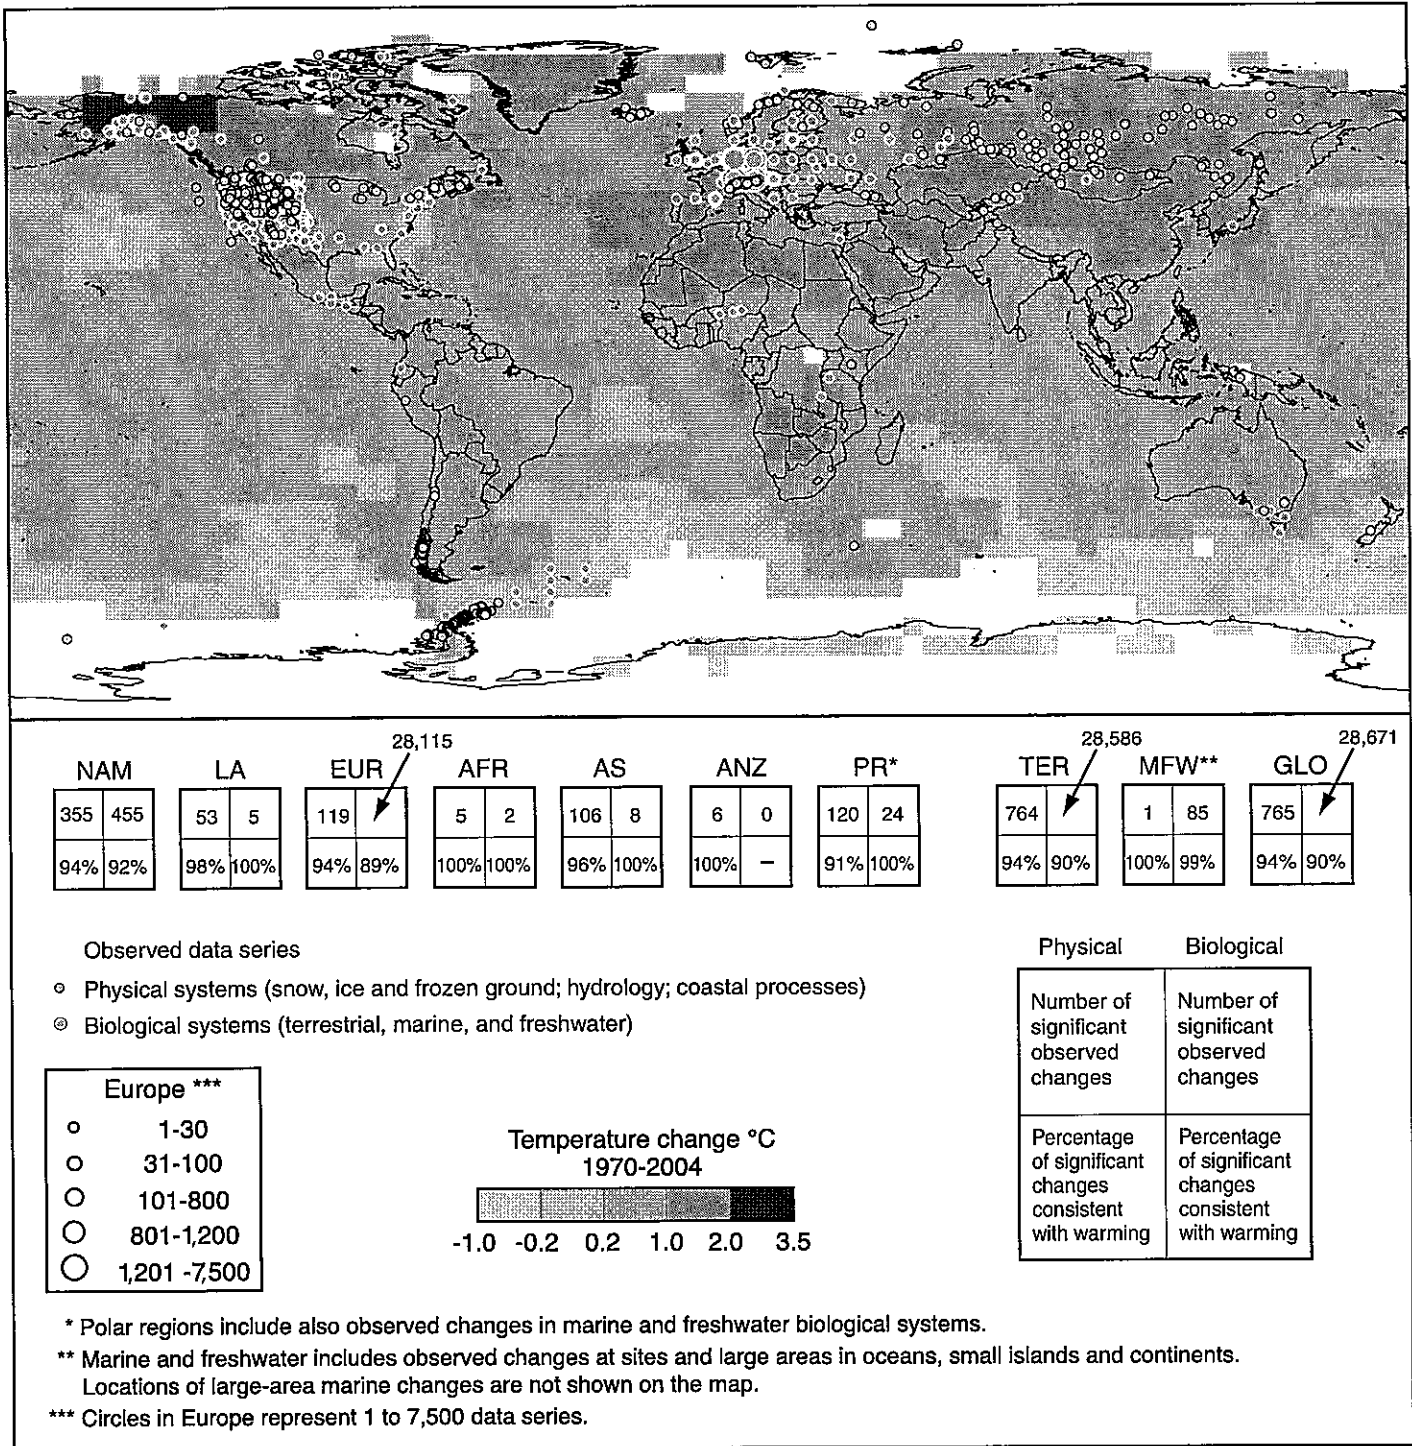 28,115
28,586
28,671
NAM LA EUR AFR AS ANZ PR* TER MFW** GLO
355 455 53 5 119 5 2 106 8 6 0 120 24 764 1 85 765
94% 92% 98% 100% 94% 89% 100% 100% 96% 100% 100% – 91% 100% 94% 90% 100% 99% 94% 90%
Observed data series
Physical systems (snow, ice and frozen ground; hydrology; coastal processes)
Biological systems (terrestrial, marine, and freshwater)
Europe ***
1-30
31-100
101-800
801-1,200
1,201 -7,500
Temperature change °C
1970-2004
-1.0 -0.2 0.2 1.0 2.0 3.5
Physical Biological
Number of
significant
observed
changes
Number of
significant
observed
changes
Percentage
of significant
changes
consistent
with warming
Percentage
of significant
changes
consistent
with warming
* Polar regions include also observed changes in marine and freshwater biological systems.
** Marine and freshwater includes observed changes at sites and large areas in oceans, small islands and continents.
Locations of large-area marine changes are not shown on the map.
*** Circles in Europe represent 1 to 7,500 data series.